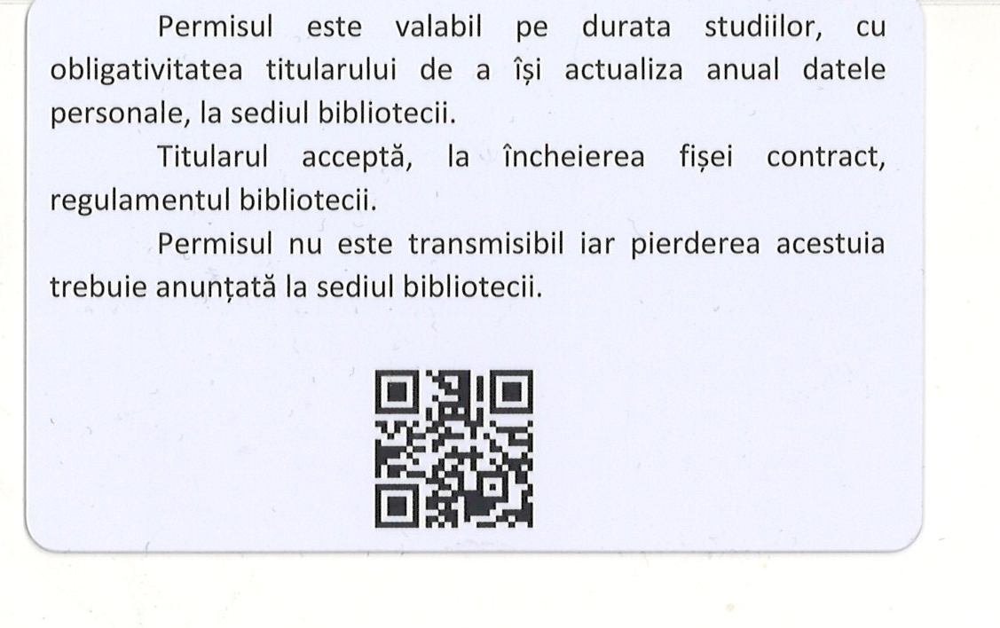 Permisul este valabil pe durata studiilor, cu
obligativitatea titularului de a își actualiza anual datele
personale, la sediul bibliotecii.
Titularul acceptă, la încheierea fișei contract,
regulamentul bibliotecii.
Permisul nu este transmisibil iar pierderea acestuia
trebuie anunțată la sediul bibliotecii.